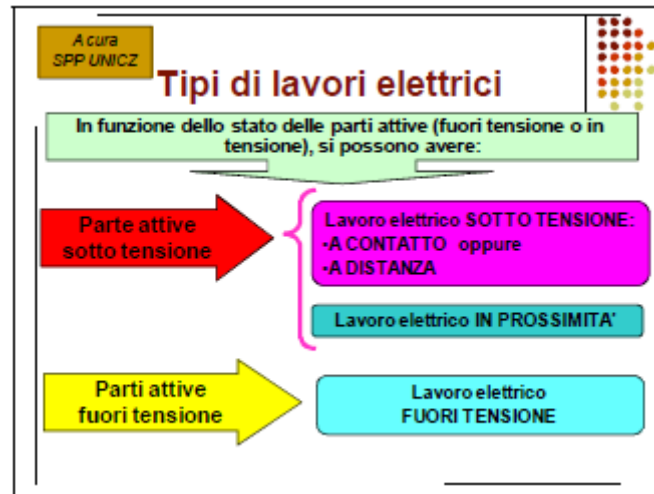 A cura
SPP UNICZ
Tipi di lavori elettrici
In funzione dello stato delle parti attive (fuori tensione o in
tensione), si possono avere:
Parte attive
sotto tensione
Lavoro elettrico SOTTO TENSIONE:
-A CONTATTO oppure
-A DISTANZA
Lavoro elettrico IN PROSSIMITA'
Parti attive
fuori tensione
Lavoro elettrico
FUORI TENSIONE